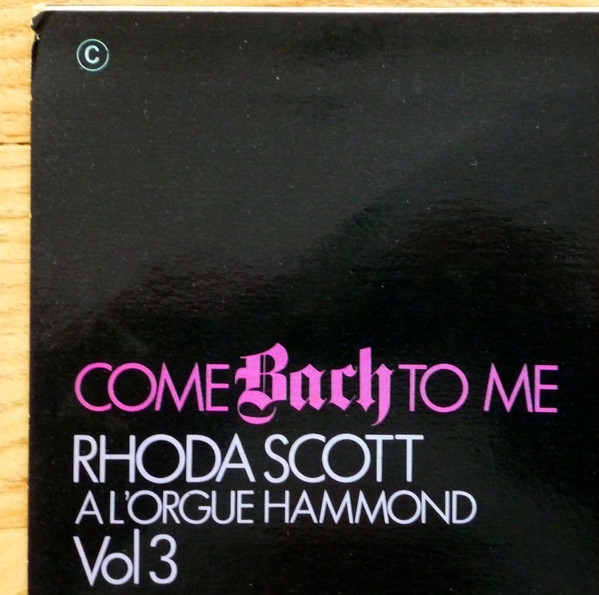 C
COME Bach TO ME
RHODA SCOTT
A L'ORGUE HAMMOND
Vol 3